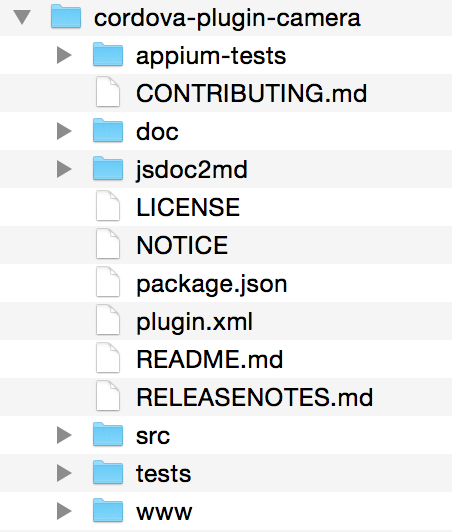 cordova-plugin-camera
appium-tests
CONTRIBUTING.md
doc
jsdoc2md
LICENSE
NOTICE
package.json
plugin.xml
README.md
RELEASENOTES.md
src
tests
www